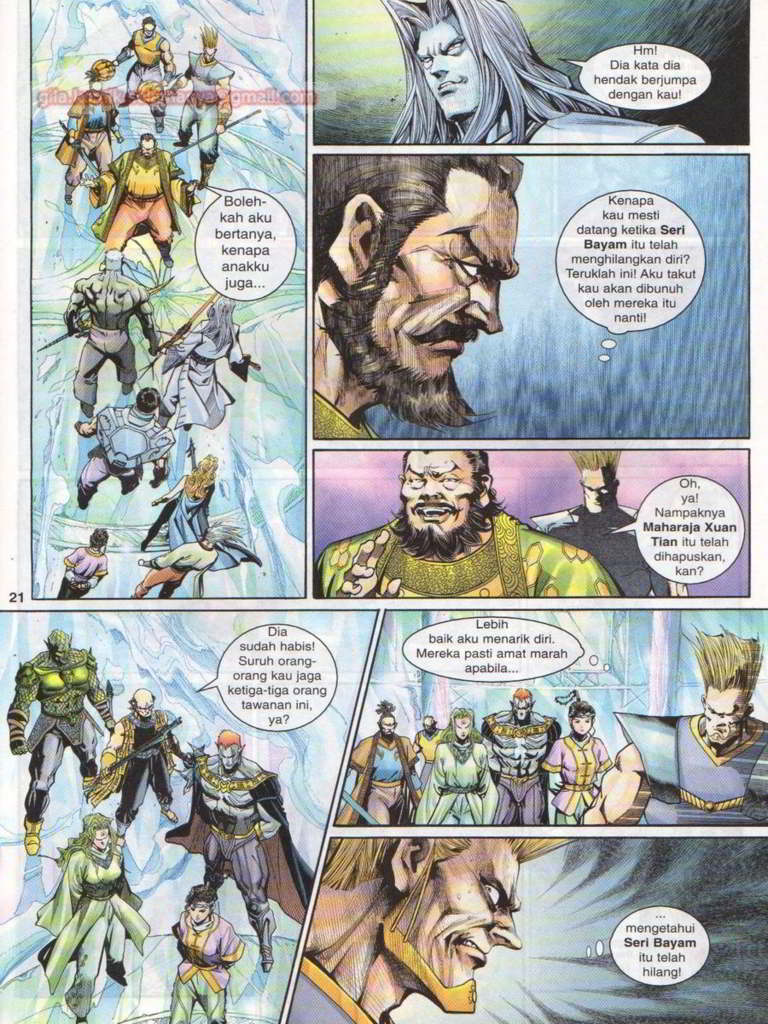 Boleh-
kah aku
bertanya,
kenapa
anakku
juga...
Hm!
Dia kata dia
hendak berjumpa
dengan kau!
Kenapa
kau mesti
datang ketika Seri
Bayam itu telah
menghilangkan diri?
Teruklah ini! Aku takut
kau akan dibunuh
oleh mereka itu
nanti!
Oh,
ya!
Nampaknya
Maharaja Xuan
Tian itu telah
dihapuskan,
kan?
21
Dia
sudah habis!
Suruh orang-
orang kau jaga
ketiga-tiga orang
tawanan ini,
ya?
Lebih
baik aku menarik diri.
Mereka pasti amat marah
apabila...
...
mengetahui
Seri Bayam
itu telah
hilang!